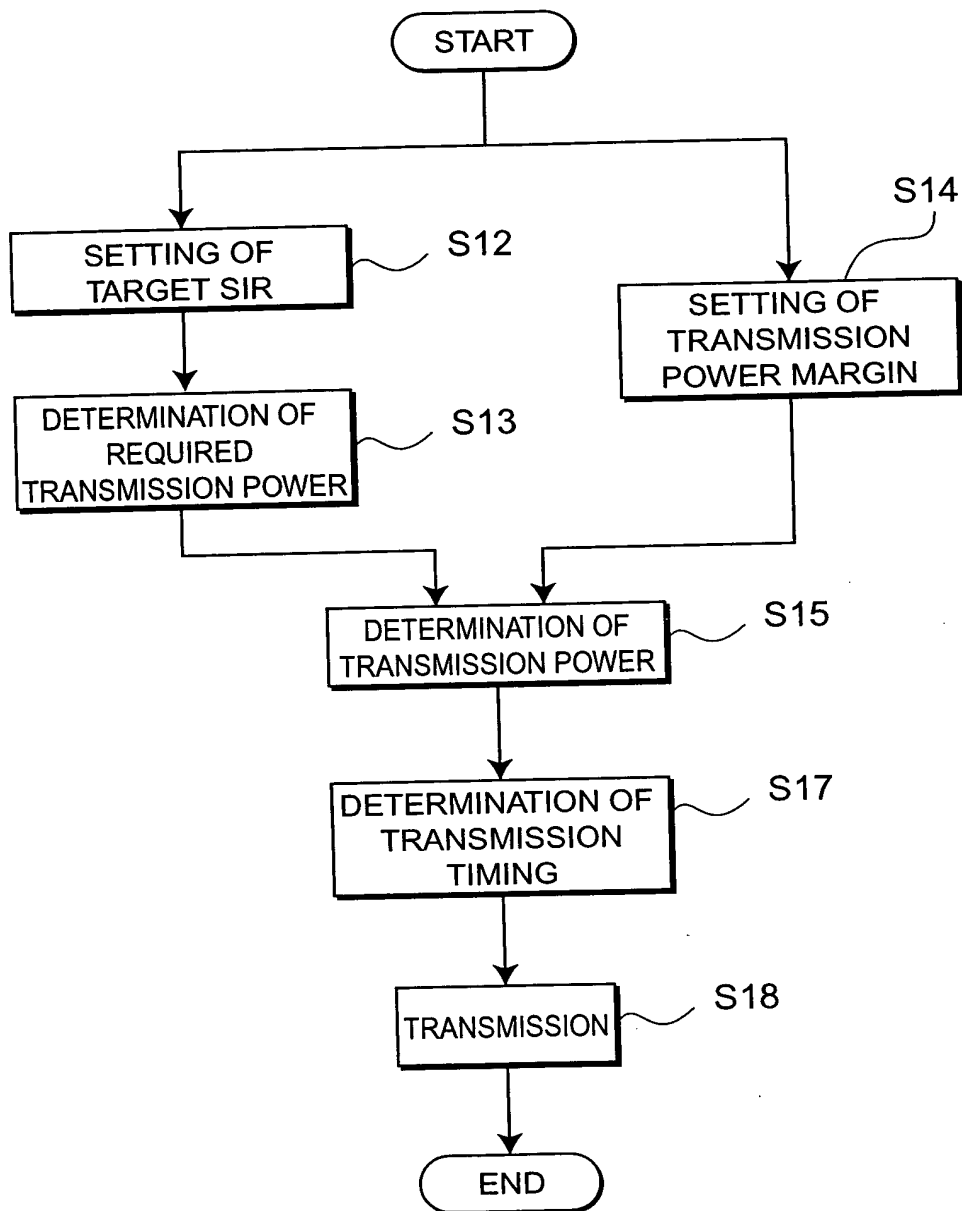 START
SETTING OF
TARGET SIR
S12
S14
SETTING OF
TRANSMISSION
POWER MARGIN
DETERMINATION OF
REQUIRED
TRANSMISSION POWER
S13
DETERMINATION OF
TRANSMISSION POWER
S15
DETERMINATION OF
TRANSMISSION
TIMING
S17
TRANSMISSION
S18
END